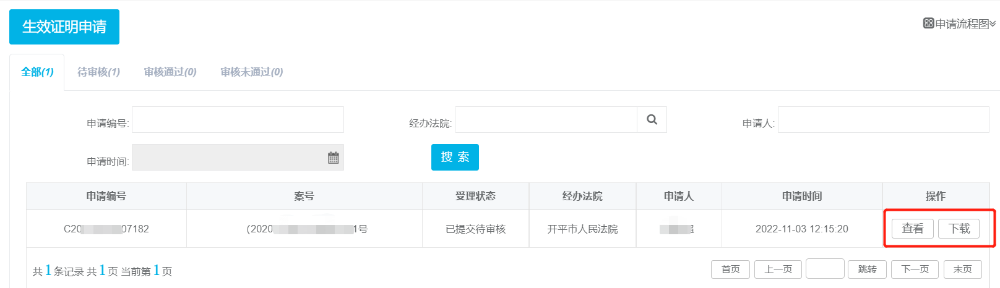 生效证明申请
申请流程图
全部(1) 待审核(1) 审核通过(0) 审核未通过(0)
申请编号: 经办法院: 申请人:
申请时间: 搜 索
申请编号 案号 受理状态 经办法院 申请人 申请时间 操作
C20 07182 (2020 1号 已提交待审核 开平市人民法院 2022-11-03 12:15:20 查看 下载
共1条记录 共1页 当前第1页 首页 上一页 跳转 下一页 末页